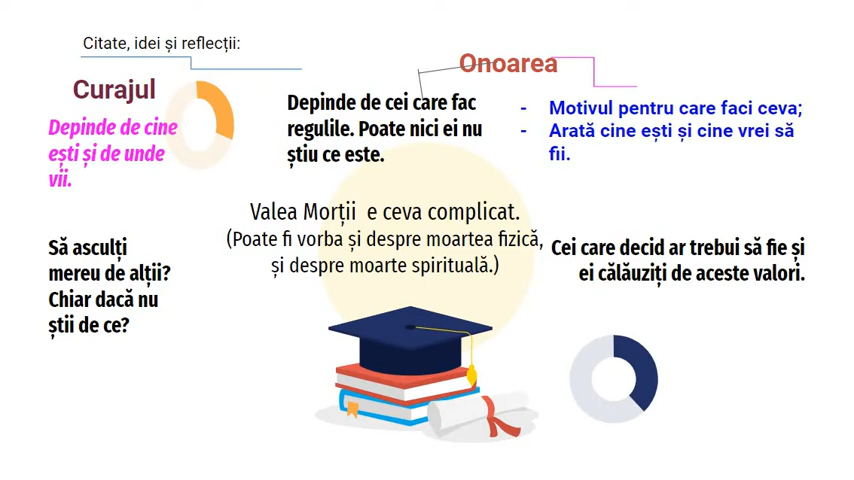 Citate, idei și reflecții:
Onoarea
Curajul
Depinde de cine
ești și de unde
vii.
Depinde de cei care fac
regulile. Poate nici ei nu
știu ce este.
- Motivul pentru care faci ceva;
- Arată cine ești și cine vrei să
fii.
Valea Morții e ceva complicat.
(Poate fi vorba și despre moartea fizică,
și despre moarte spirituală.)
Să asculți
mereu de alții?
Chiar dacă nu
știi de ce?
Cei care decid ar trebui să fie și
ei călăuziți de aceste valori.